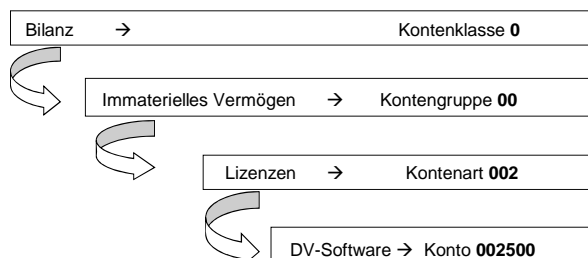 Bilanz → Kontenklasse 0
Immaterielles Vermögen → Kontengruppe 00
Lizenzen → Kontenart 002
DV-Software → Konto 002500